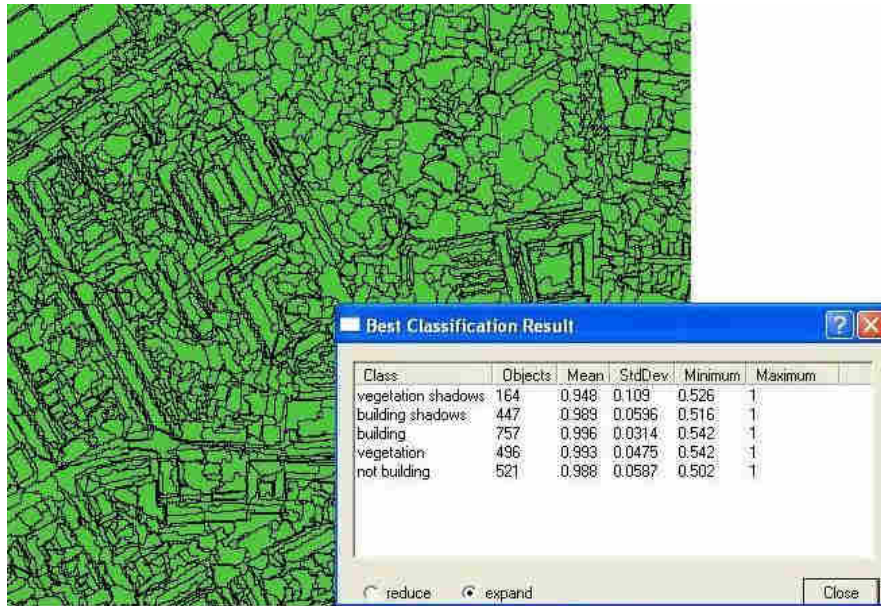 Best Classification Result
Class Objects Mean StdDev Minimum Maximum
vegetation shadows 164 0.948 0.109 0.526 1
building shadows 447 0.989 0.0596 0.516 1
building 757 0.996 0.0314 0.542 1
vegetation 496 0.993 0.0475 0.542 1
not building 521 0.988 0.0587 0.502 1
reduce expand Close